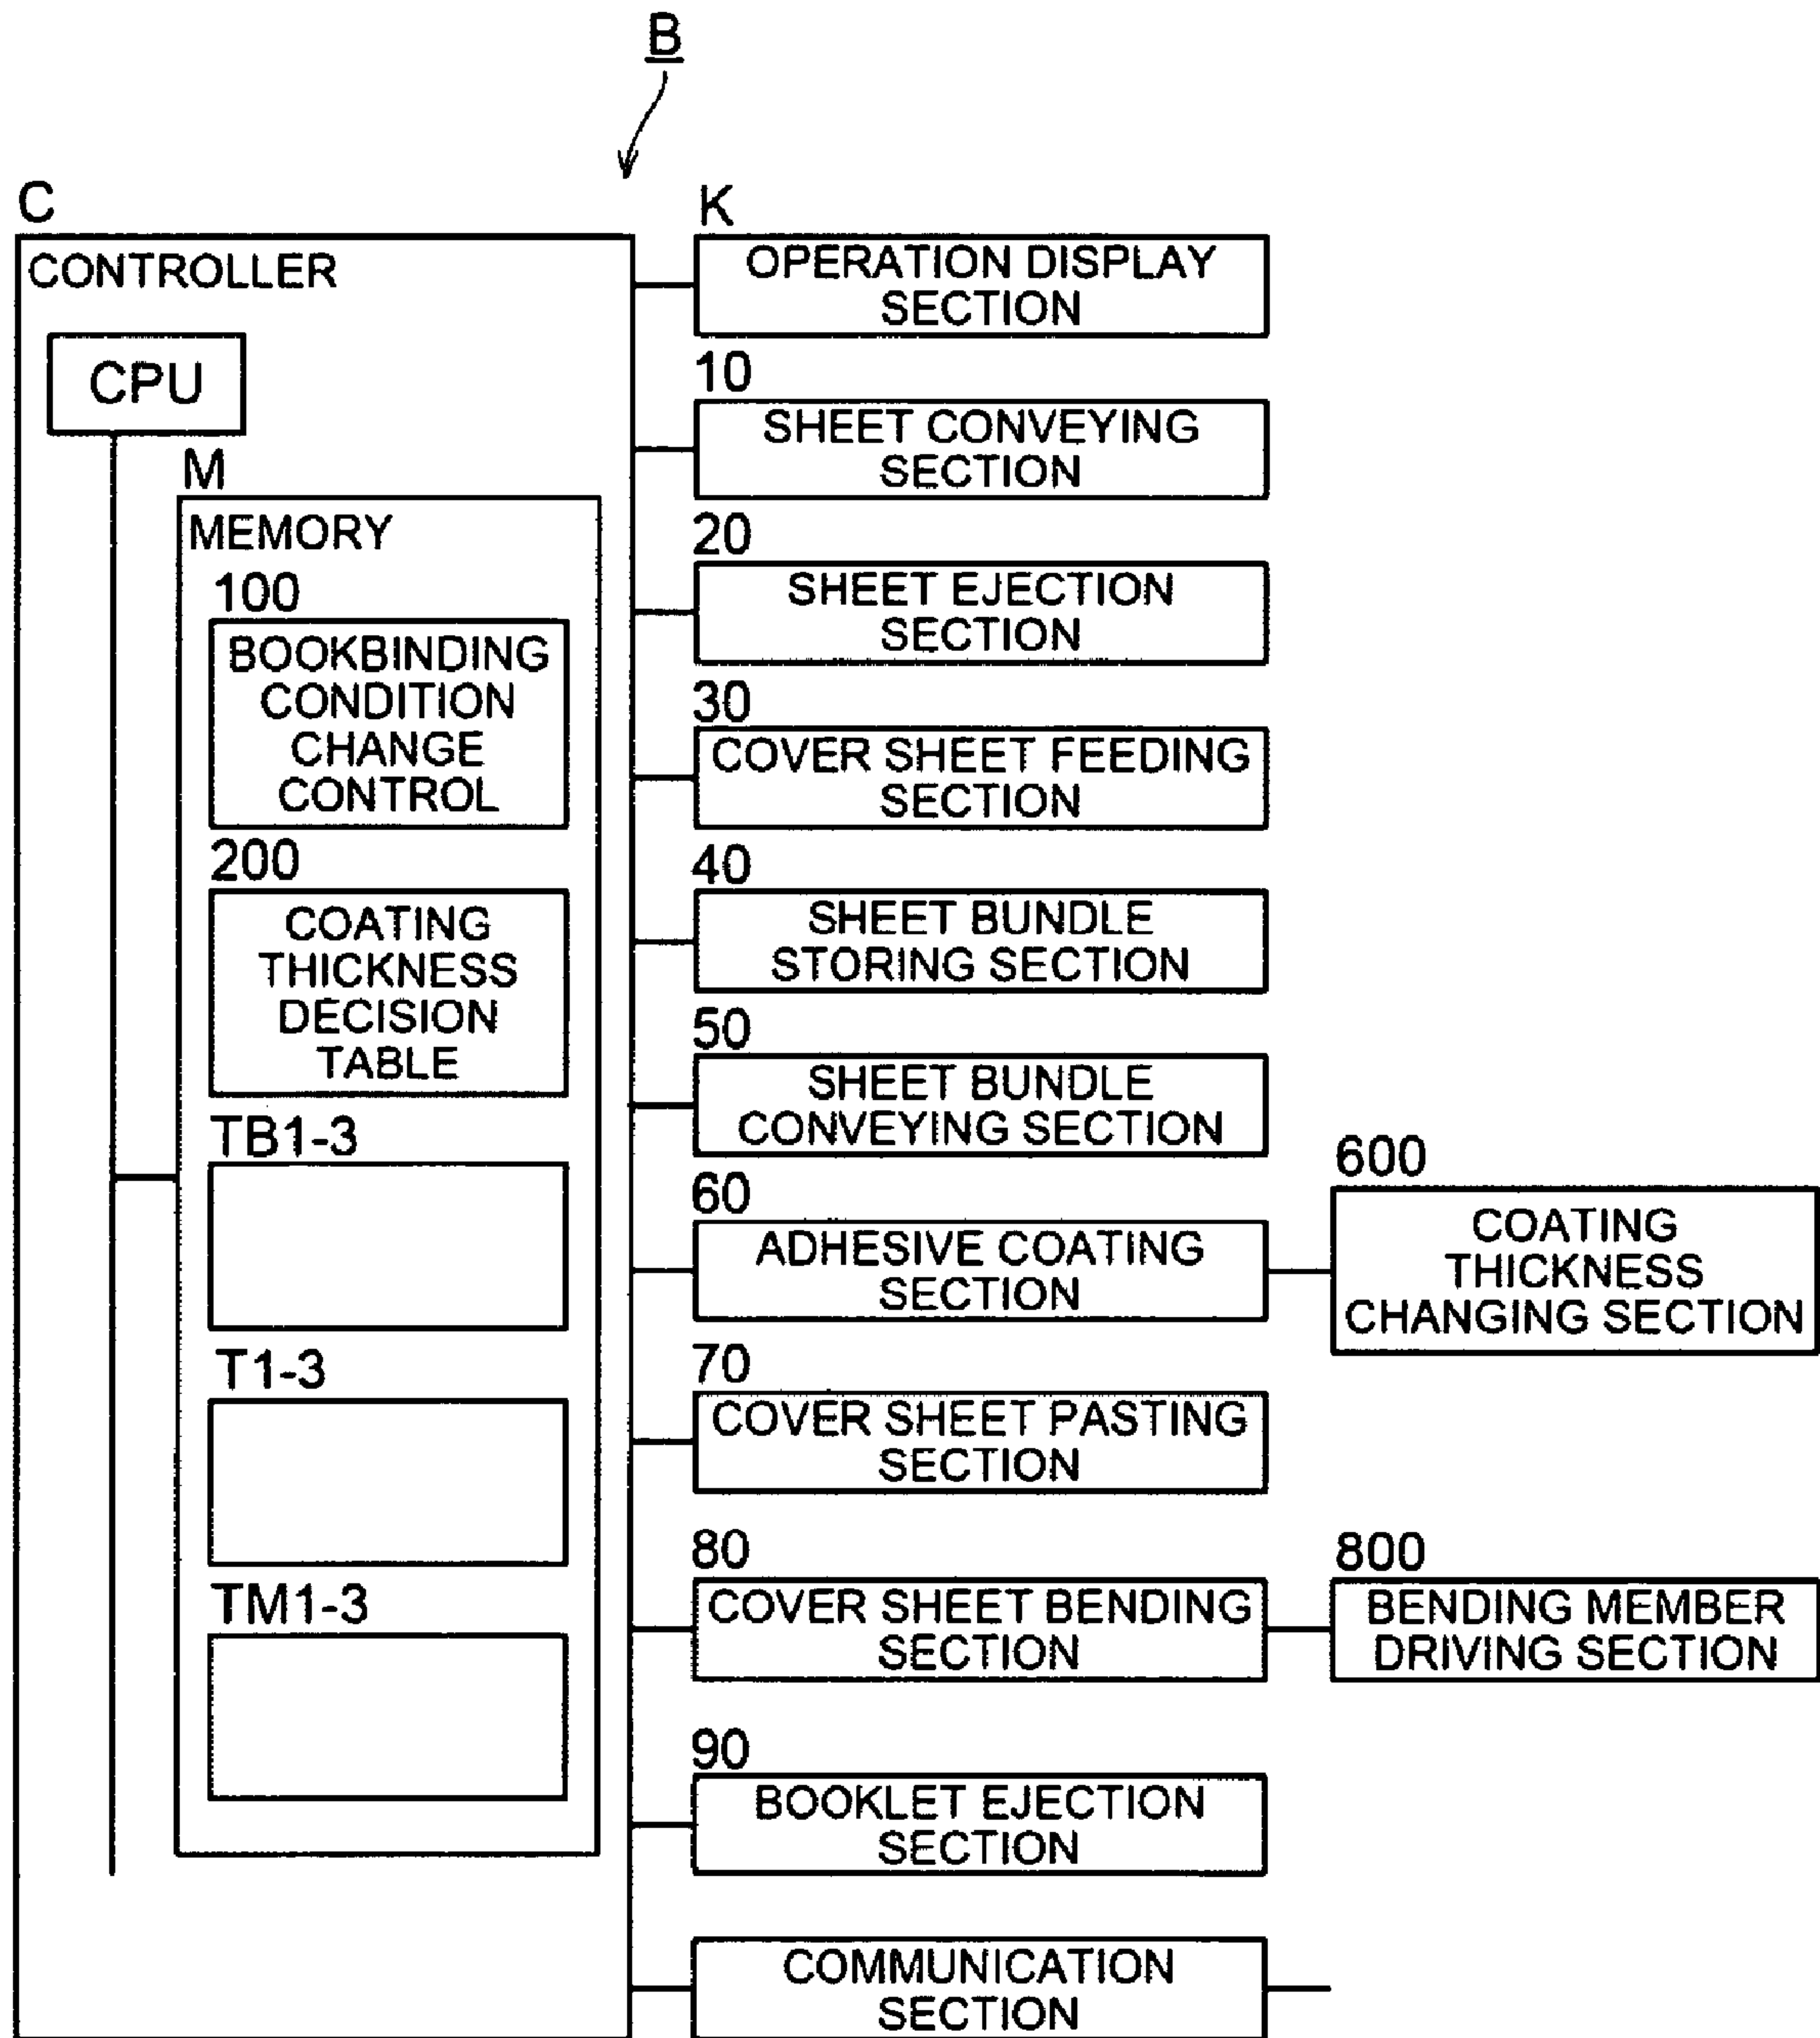 B
C
CONTROLLER
CPU
M
MEMORY
100
BOOKBINDING
CONDITION
CHANGE
CONTROL
200
COATING
THICKNESS
DECISION
TABLE
TB1-3
T1-3
TM1-3
K
OPERATION DISPLAY
SECTION
10
SHEET CONVEYING
SECTION
20
SHEET EJECTION
SECTION
30
COVER SHEET FEEDING
SECTION
40
SHEET BUNDLE
STORING SECTION
50
SHEET BUNDLE
CONVEYING SECTION
60
ADHESIVE COATING
SECTION
600
COATING
THICKNESS
CHANGING SECTION
70
COVER SHEET PASTING
SECTION
80
COVER SHEET BENDING
SECTION
800
BENDING MEMBER
DRIVING SECTION
90
BOOKLET EJECTION
SECTION
COMMUNICATION
SECTION